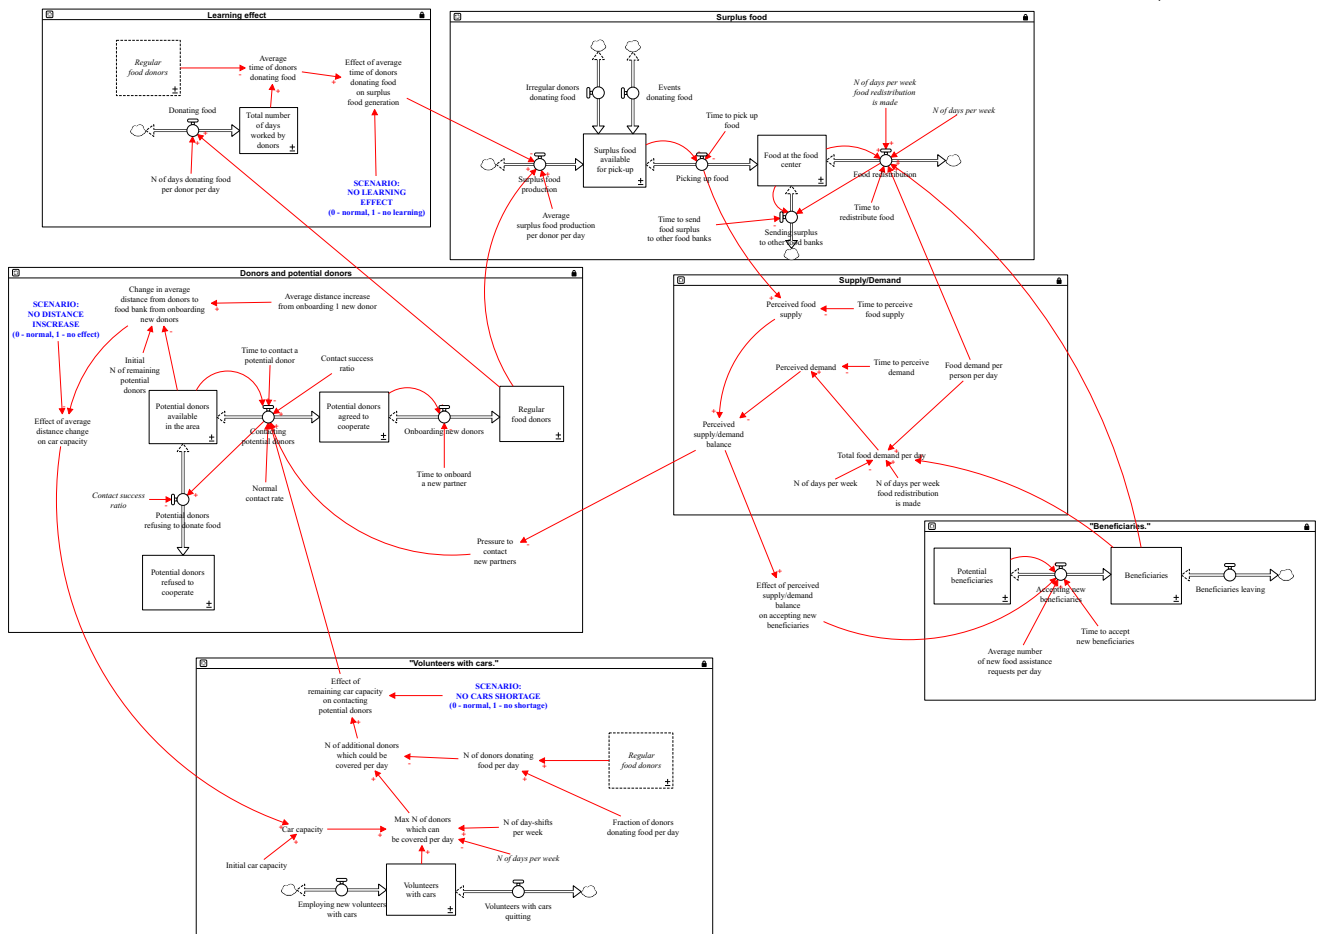 Learning effect
Regular
food donors
Average
time of donors
donating food
Effect of average
time of donors
donating food
on surplus
food generation
Donating food
Total number
of days
worked by
donors
N of days donating food
per donor per day
SCENARIO:
NO LEARNING
EFFECT
(0 - normal, 1 - no learning)
Surplus food
Irregular donors
donating food
Events
donating food
N of days per week
food redistribution
is made
N of days per week
Time to pick up
food
Surplus food
available
for pick-up
Food at the food
center
Surplus food
production
Picking up food
Food redistribution
Average
surplus food production
per donor per day
Time to send
food surplus
to other food banks
Sending surplus
to other food banks
Time to
redistribute food
Donors and potential donors
SCENARIO:
NO DISTANCE
INSCREASE
(0 - normal, 1 - no effect)
Change in average
distance from donors to
food bank from onboarding
new donors
Average distance increase
from onboarding 1 new donor
Initial
N of remaining
potential
donors
Time to contact a
potential donor
Contact success
ratio
Effect of average
distance change
on car capacity
Potential donors
available
in the area
Contacting
potential donors
Potential donors
agreed to
cooperate
Onboarding new donors
Regular
food donors
Time to onboard
a new partner
Normal
contact rate
Contact success
ratio
Potential donors
refusing to donate food
Potential donors
refused to
cooperate
Pressure to
contact
new partners
Supply/Demand
Perceived food
supply
Time to perceive
food supply
Perceived demand
Time to perceive
demand
Food demand per
person per day
Perceived
supply/demand
balance
Total food demand per day
N of days per week
N of days per week
food redistribution
is made
Effect of perceived
supply/demand
balance
on accepting new
beneficiaries
"Beneficiaries."
Potential
beneficiaries
Accepting new
beneficiaries
Beneficiaries
Beneficiaries leaving
Average number
of new food assistance
requests per day
Time to accept
new beneficiaries
"Volunteers with cars."
Effect of
remaining car capacity
on contacting
potential donors
SCENARIO:
NO CARS SHORTAGE
(0 - normal, 1 - no shortage)
N of additional donors
which could be
covered per day
N of donors donating
food per day
Regular
food donors
Car capacity
Max N of donors
which can
be covered per day
N of day-shifts
per week
Fraction of donors
donating food per day
Initial car capacity
N of days per week
Employing new volunteers
with cars
Volunteers
with cars
Volunteers with cars
quitting